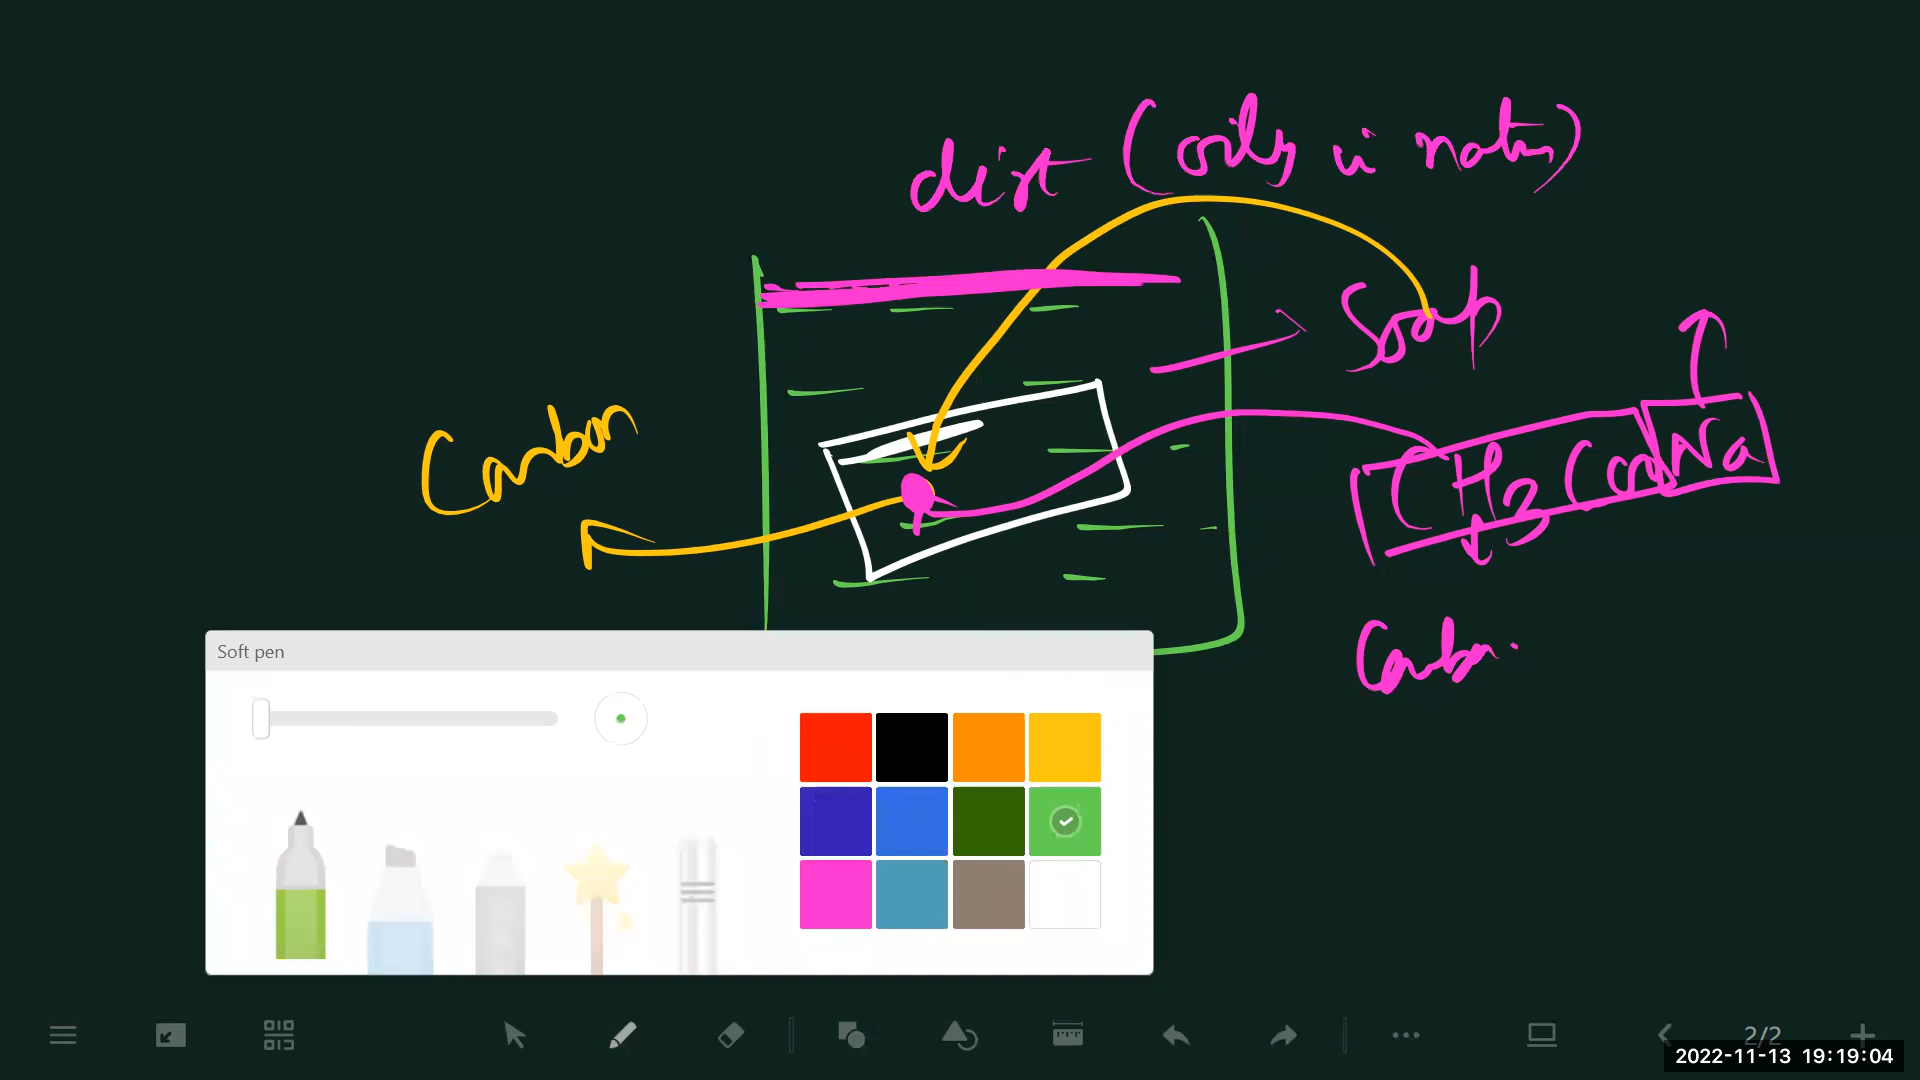 dirt (oily in nature)
Soap
Carbon
CH3COONa
Carbon
Soft pen
2/2
2022-11-13 19:19:04